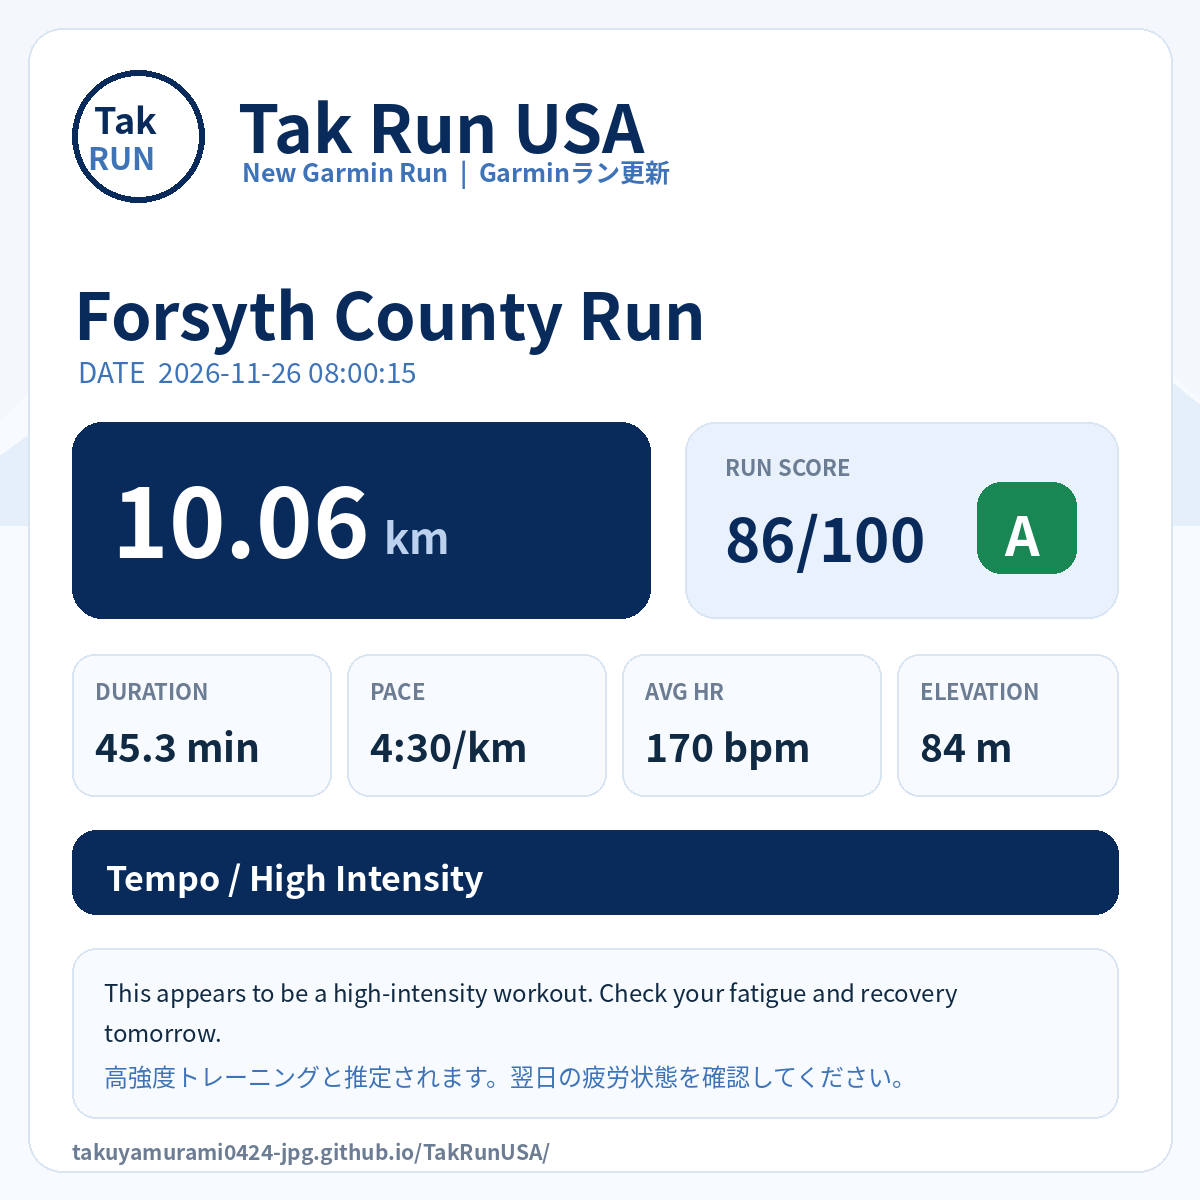 Tak
RUN
Tak Run USA
New Garmin Run | Garminラン更新
Forsyth County Run
DATE 2026-11-26 08:00:15
10.06 km
RUN SCORE
86/100
A
DURATION
45.3 min
PACE
4:30/km
AVG HR
170 bpm
ELEVATION
84 m
Tempo / High Intensity
This appears to be a high-intensity workout. Check your fatigue and recovery
tomorrow.
高強度トレーニングと推定されます。翌日の疲労状態を確認してください。
takuyamurami0424-jpg.github.io/TakRunUSA/